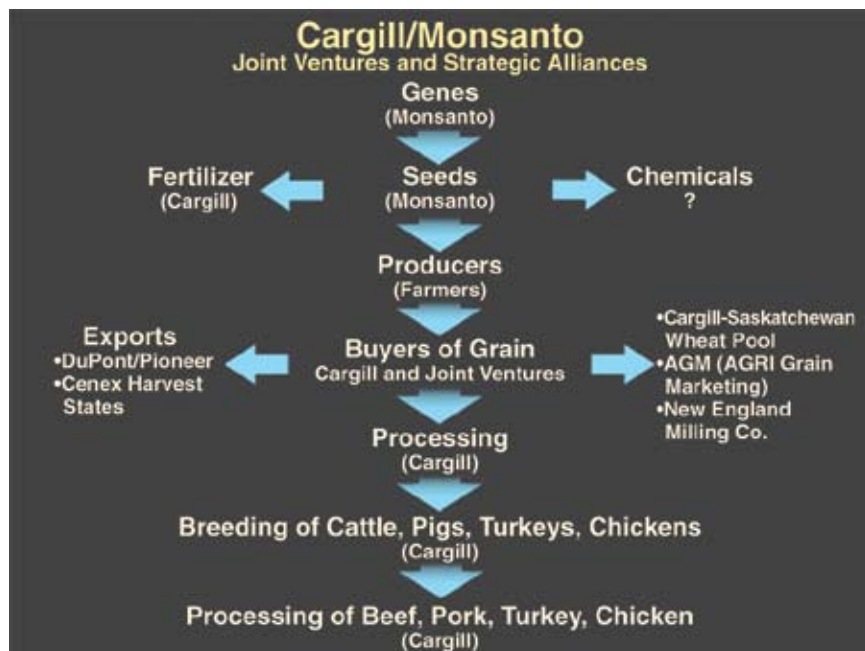 Cargill/Monsanto
Joint Ventures and Strategic Alliances
Genes
(Monsanto)
Fertilizer
(Cargill)
Seeds
(Monsanto)
Chemicals
?
Producers
(Farmers)
Exports
•DuPont/Pioneer
•Cenex Harvest
States
Buyers of Grain
Cargill and Joint Ventures
•Cargill-Saskatchewan
Wheat Pool
•AGM (AGRI Grain
Marketing)
•New England
Milling Co.
Processing
(Cargill)
Breeding of Cattle, Pigs, Turkeys, Chickens
(Cargill)
Processing of Beef, Pork, Turkey, Chicken
(Cargill)